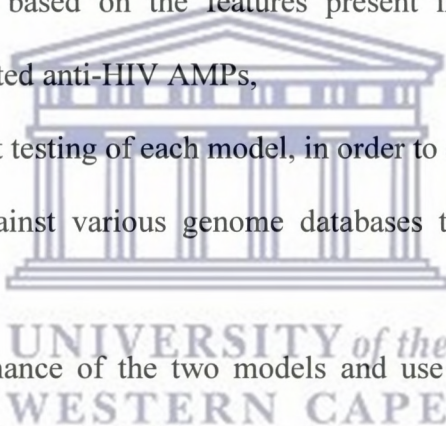 based on the features present
ted anti-HIV AMPs,
testing of each model, in order to
ainst various genome databases
UNIVERSITY of the
nance of the two models and use
WESTERN CAPE